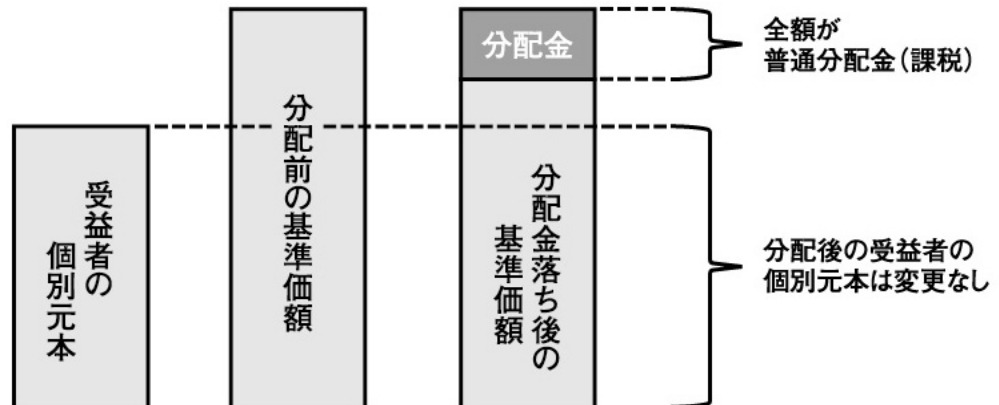 受益者の
個別元本
分配前の基準価額
分配金
分配金落ち後の
基準価額
全額が
普通分配金(課税)
分配後の受益者の
個別元本は変更なし